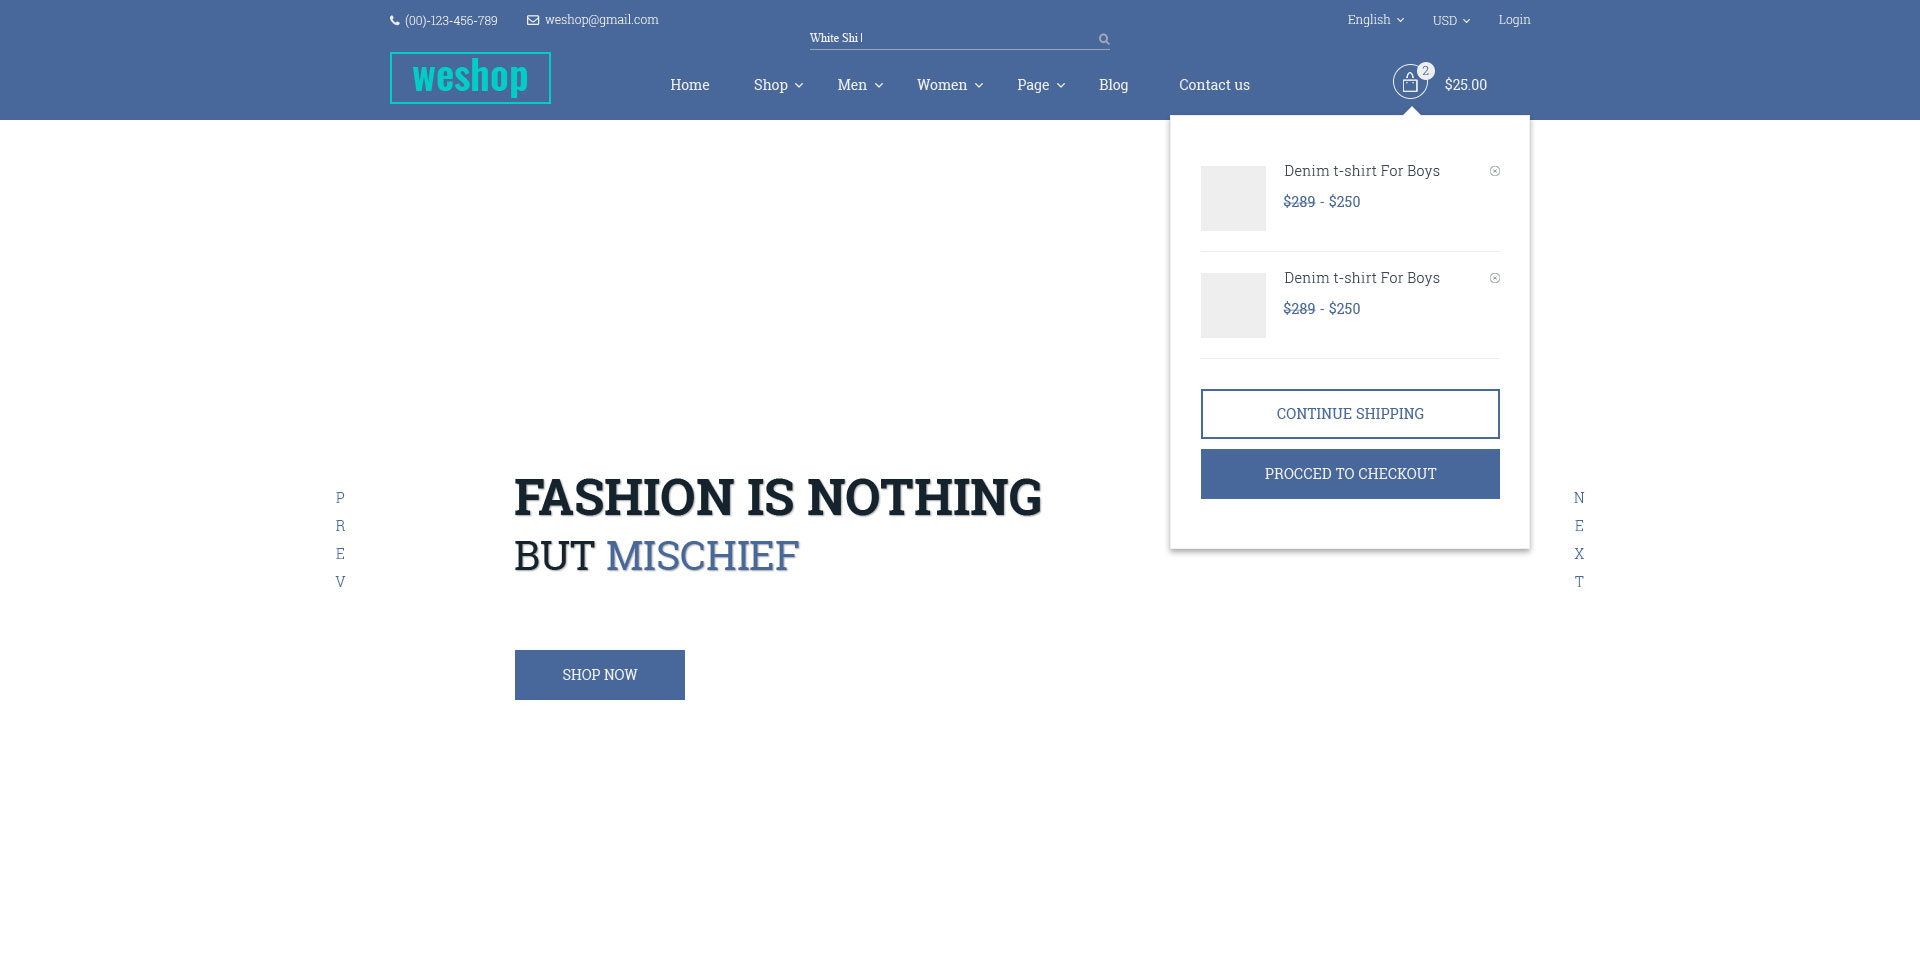 (00)-123-456-789 weshop@gmail.com English USD Login
White Shi
weshop
Home Shop Men Women Page Blog Contact us 2 $25.00
Denim t-shirt For Boys
$289 - $250
Denim t-shirt For Boys
$289 - $250
CONTINUE SHIPPING
PROCCED TO CHECKOUT
P
R
E
V
FASHION IS NOTHING
BUT MISCHIEF
SHOP NOW
N
E
X
T